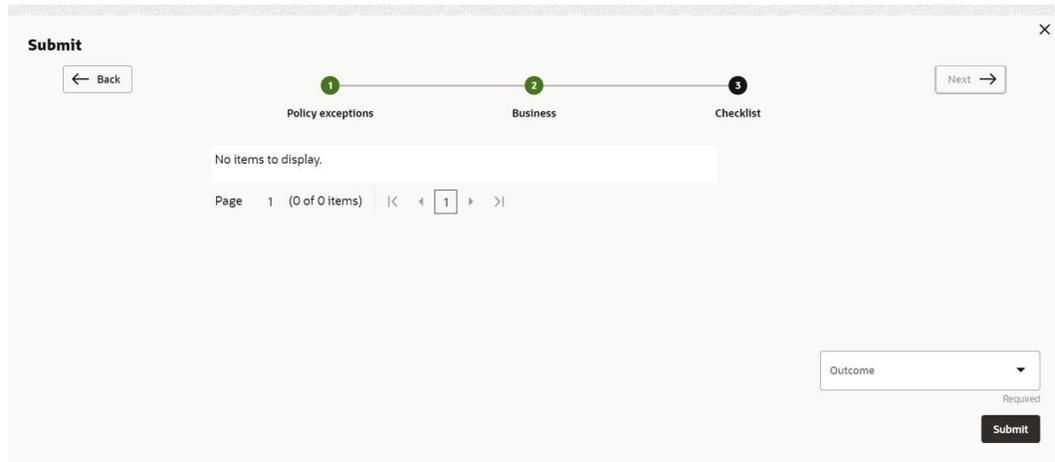 Submit
Back
Next
1
2
3
Policy exceptions
Business
Checklist
No items to display.
Page 1 (0 of 0 items) 1
Outcome
Required
Submit